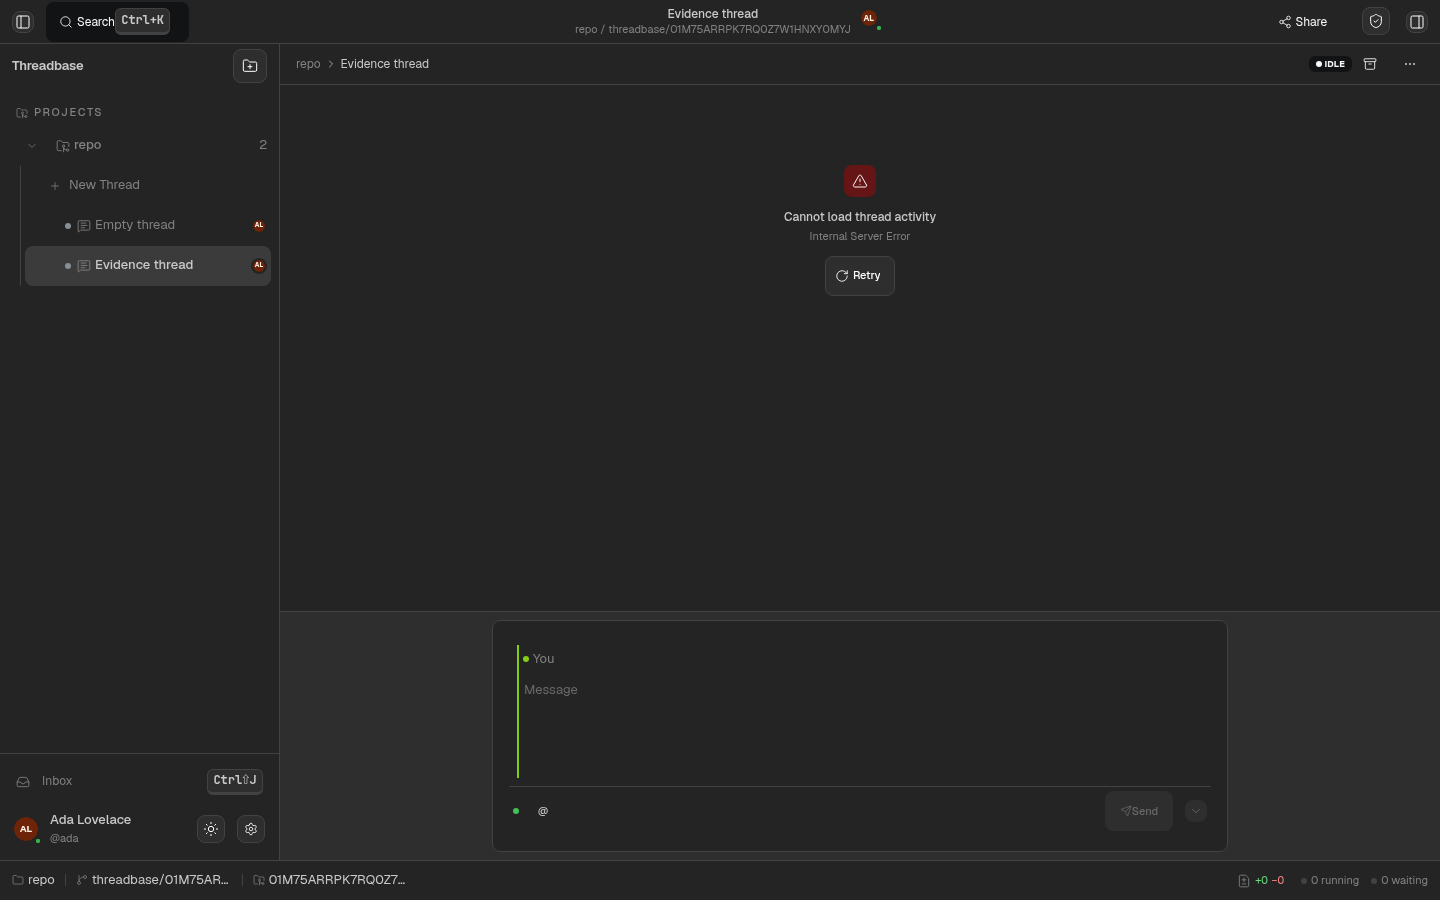 Search Ctrl+K
Evidence thread
repo / threadbase/01M75ARRPK7RQ0Z7W1HNXY0MYJ
AL
Share
Threadbase
repo Evidence thread
IDLE
PROJECTS
repo 2
New Thread
Empty thread AL
Evidence thread AL
Cannot load thread activity
Internal Server Error
Retry
You
Message
@
Send
Inbox Ctrl⇧J
AL
Ada Lovelace
@ada
repo threadbase/01M75AR... 01M75ARRPK7RQ0Z7...
+0 −0 0 running 0 waiting